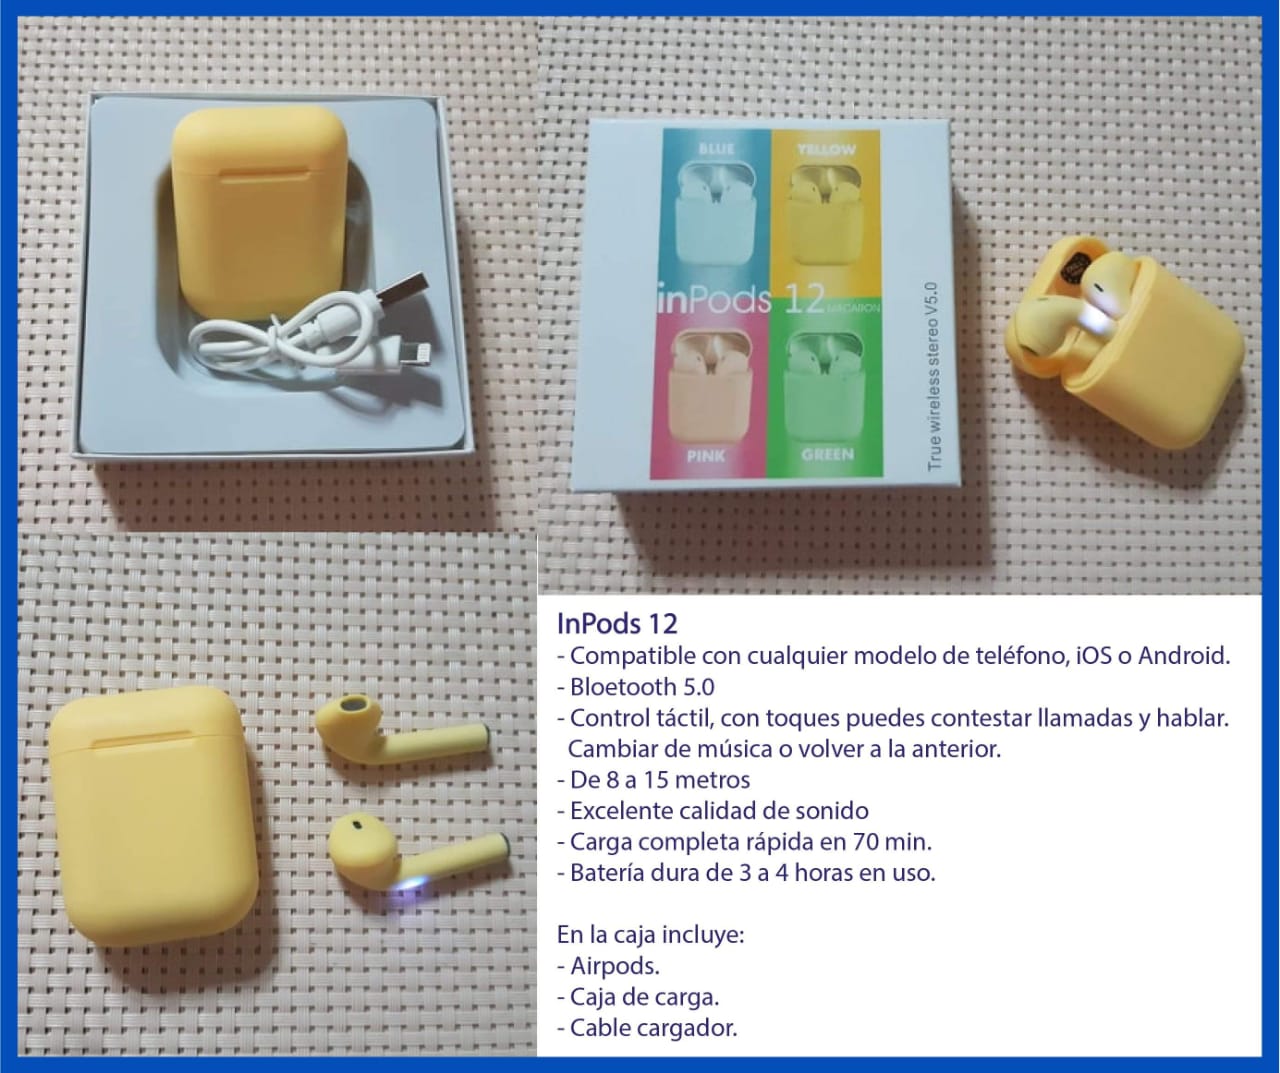 BLUE
YELLOW
inPods 12 MACARON
PINK
GREEN
True wireless stereo V5.0
InPods 12
- Compatible con cualquier modelo de teléfono, iOS o Android.
- Bloetooth 5.0
- Control táctil, con toques puedes contestar llamadas y hablar.
Cambiar de música o volver a la anterior.
- De 8 a 15 metros
- Excelente calidad de sonido
- Carga completa rápida en 70 min.
- Batería dura de 3 a 4 horas en uso.
En la caja incluye:
- Airpods.
- Caja de carga.
- Cable cargador.